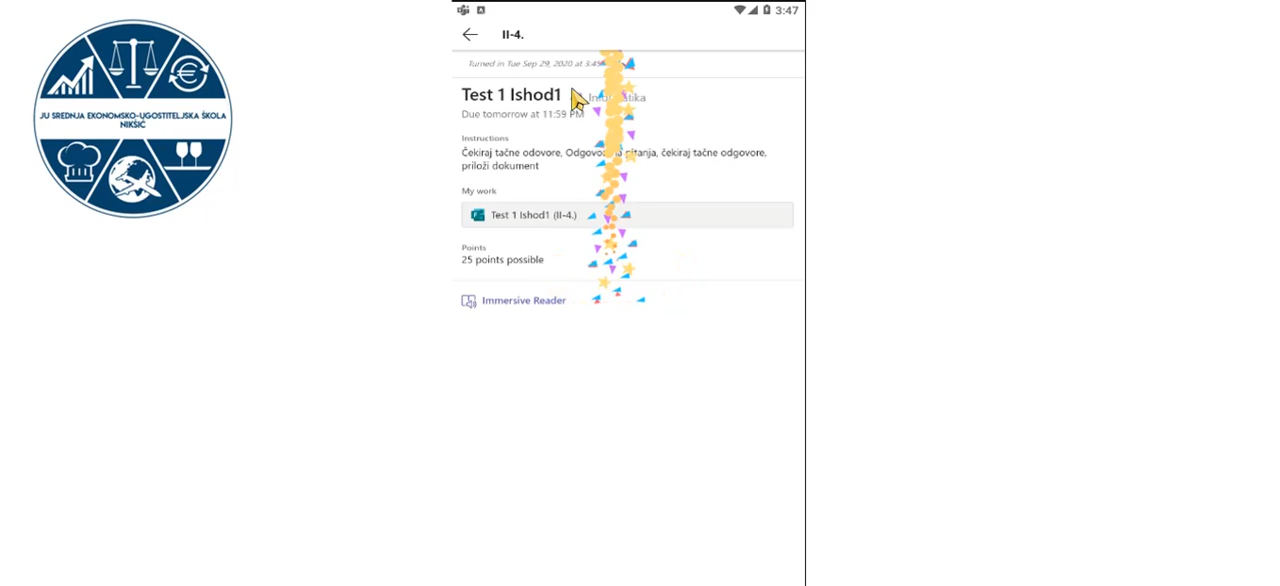 JU SREDNJA EKONOMSKO-UGOSTITELJSKA ŠKOLA
NIKŠIĆ
3:47
II-4.
Turned in Tue Sep 29, 2020 at
Test 1 Ishod1
Due tomorrow at 11:59 PM
Instructions
Čekiraj tačne odovore, pitanja, čekiraj tačne odgovore,
priloži dokument
My work
Test 1 Ishod1 (II-4.)
Points
25 points possible
Immersive Reader